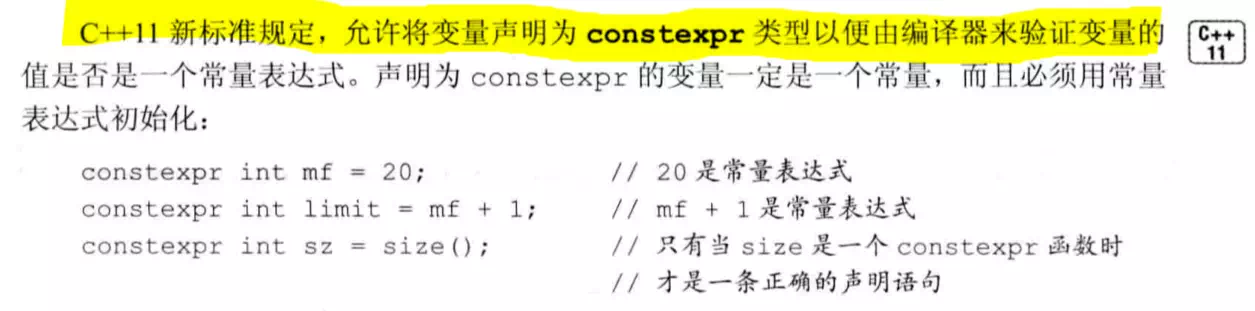 C++11 新标准规定，允许将变量声明为 constexpr 类型以便由编译器来验证变量的
C++
11
值是否是一个常量表达式。声明为 constexpr 的变量一定是一个常量，而且必须用常量
表达式初始化：
constexpr int mf = 20; // 20 是常量表达式
constexpr int limit = mf + 1; // mf + 1 是常量表达式
constexpr int sz = size(); // 只有当 size 是一个 constexpr 函数时
// 才是一条正确的声明语句